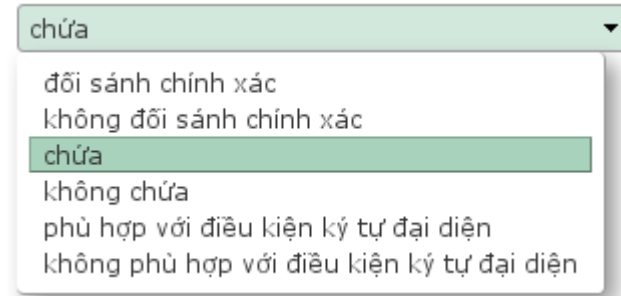 chứa
đối sánh chính xác
không đối sánh chính xác
chứa
không chứa
phù hợp với điều kiện ký tự đại diện
không phù hợp với điều kiện ký tự đại diện